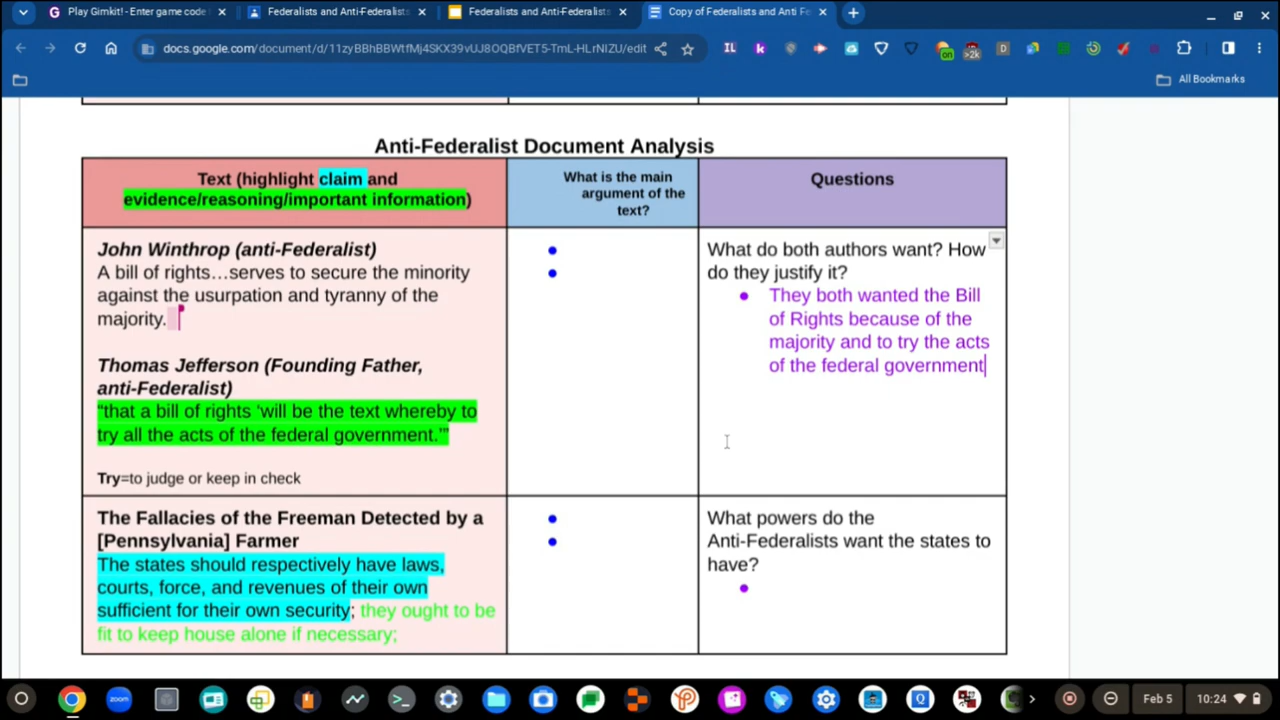 Play Gimkit! - Enter game code
Federalists and Anti-Federalists
Federalists and Anti-Federalists
Copy of Federalists and Anti Fe
docs.google.com/document/d/11zyBBhBBWtfMj4SKX39vUJ8OQBfVET5-TmL-HLrNIZU/edit
All Bookmarks
Anti-Federalist Document Analysis
Text (highlight claim and
evidence/reasoning/important information)
What is the main
argument of the
text?
Questions
John Winthrop (anti-Federalist)
A bill of rights…serves to secure the minority
against the usurpation and tyranny of the
majority.
Thomas Jefferson (Founding Father,
anti-Federalist)
“that a bill of rights ‘will be the text whereby to
try all the acts of the federal government.’”
Try=to judge or keep in check
What do both authors want? How
do they justify it?
They both wanted the Bill
of Rights because of the
majority and to try the acts
of the federal government
The Fallacies of the Freeman Detected by a
[Pennsylvania] Farmer
The states should respectively have laws,
courts, force, and revenues of their own
sufficient for their own security; they ought to be
fit to keep house alone if necessary;
What powers do the
Anti-Federalists want the states to
have?
zoom
Feb 5
10:24